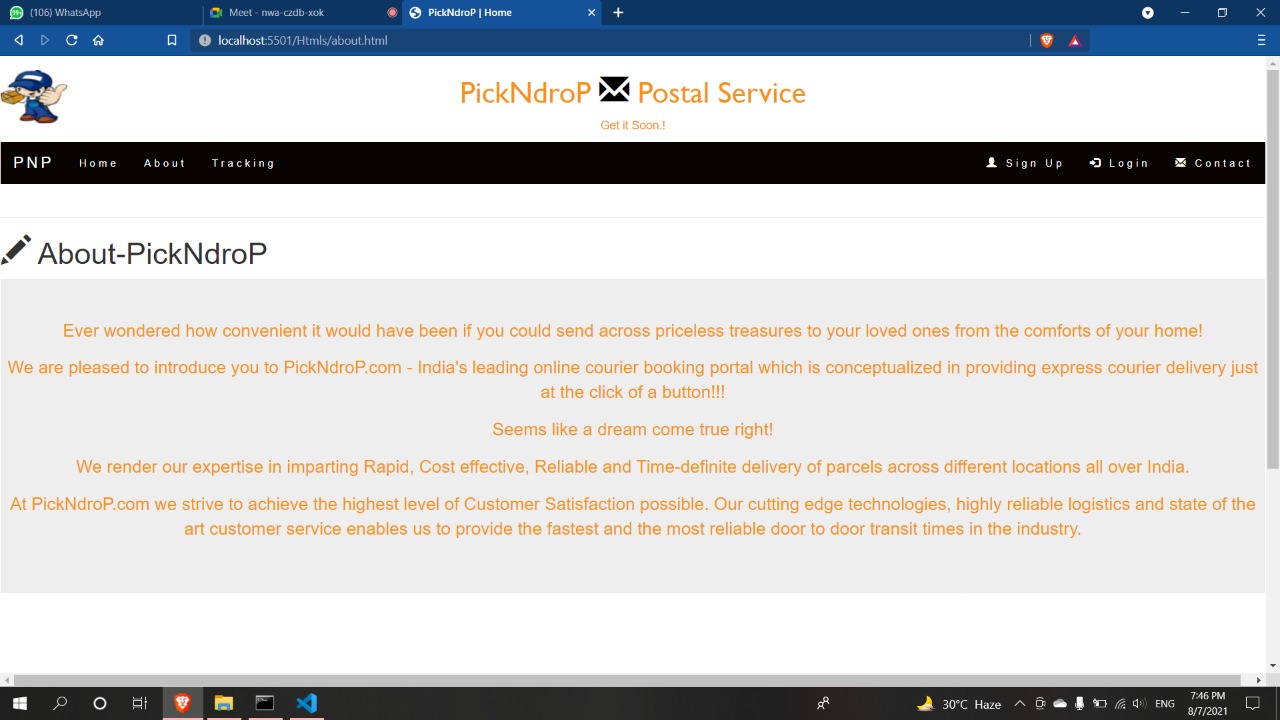 (106) WhatsApp
Meet - nwa-czdb-xok
PickNdroP | Home
localhost:5501/Htmls/about.html
PickNdroP Postal Service
Get it Soon.!
PNP Home About Tracking Sign Up Login Contact
About-PickNdroP
Ever wondered how convenient it would have been if you could send across priceless treasures to your loved ones from the comforts of your home!
We are pleased to introduce you to PickNdroP.com - India's leading online courier booking portal which is conceptualized in providing express courier delivery just
at the click of a button!!!
Seems like a dream come true right!
We render our expertise in imparting Rapid, Cost effective, Reliable and Time-definite delivery of parcels across different locations all over India.
At PickNdroP.com we strive to achieve the highest level of Customer Satisfaction possible. Our cutting edge technologies, highly reliable logistics and state of the
art customer service enables us to provide the fastest and the most reliable door to door transit times in the industry.
30°C Haze
ENG
7:46 PM
8/7/2021